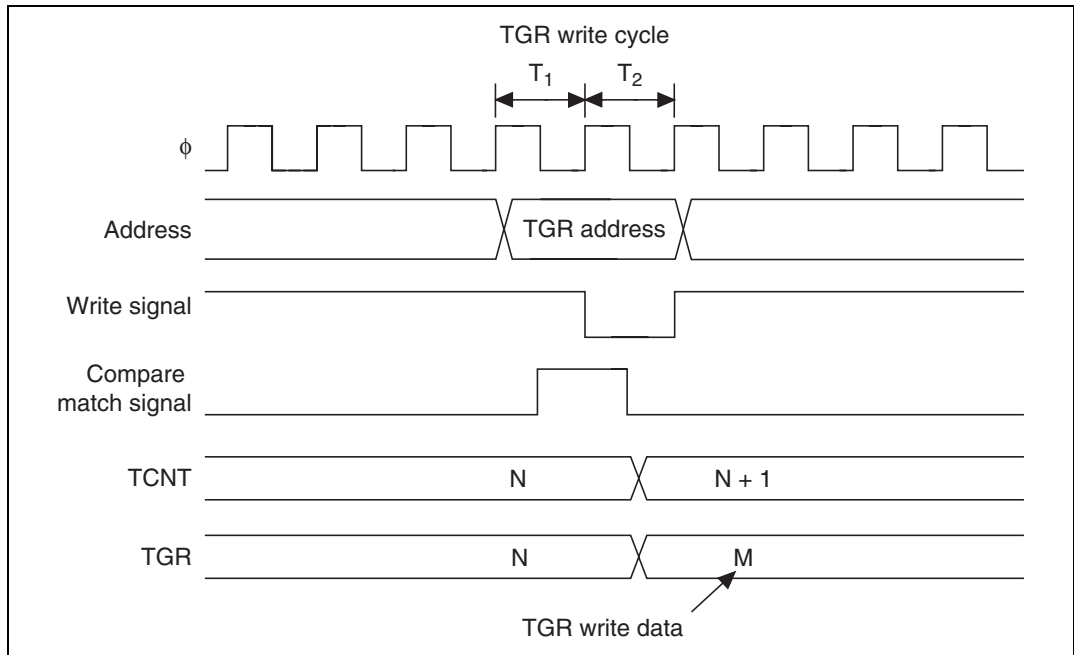 TGR write cycle
T1 T2
ϕ
Address TGR address
Write signal
Compare
match signal
TCNT N N + 1
TGR N M
TGR write data